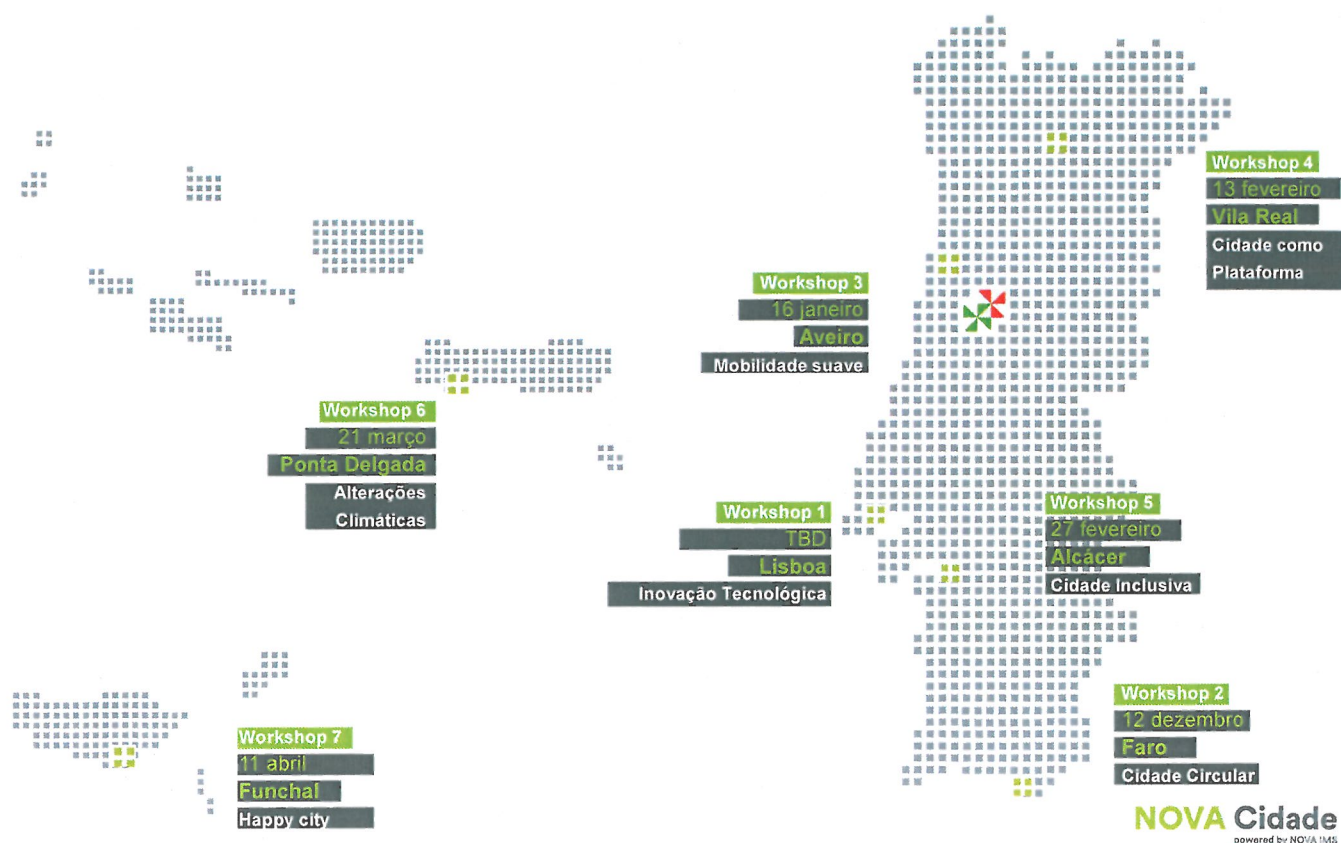 Workshop 4
13 fevereiro
Vila Real
Cidade como
Plataforma
Workshop 3
16 janeiro
Aveiro
Mobilidade suave
Workshop 6
21 março
Ponta Delgada
Alterações
Climáticas
Workshop 1
TBD
Lisboa
Inovação Tecnológica
Workshop 5
27 fevereiro
Alcácer
Cidade Inclusiva
Workshop 2
12 dezembro
Faro
Cidade Circular
Workshop 7
11 abril
Funchal
Happy city
NOVA Cidade
powered by NOVA IMS